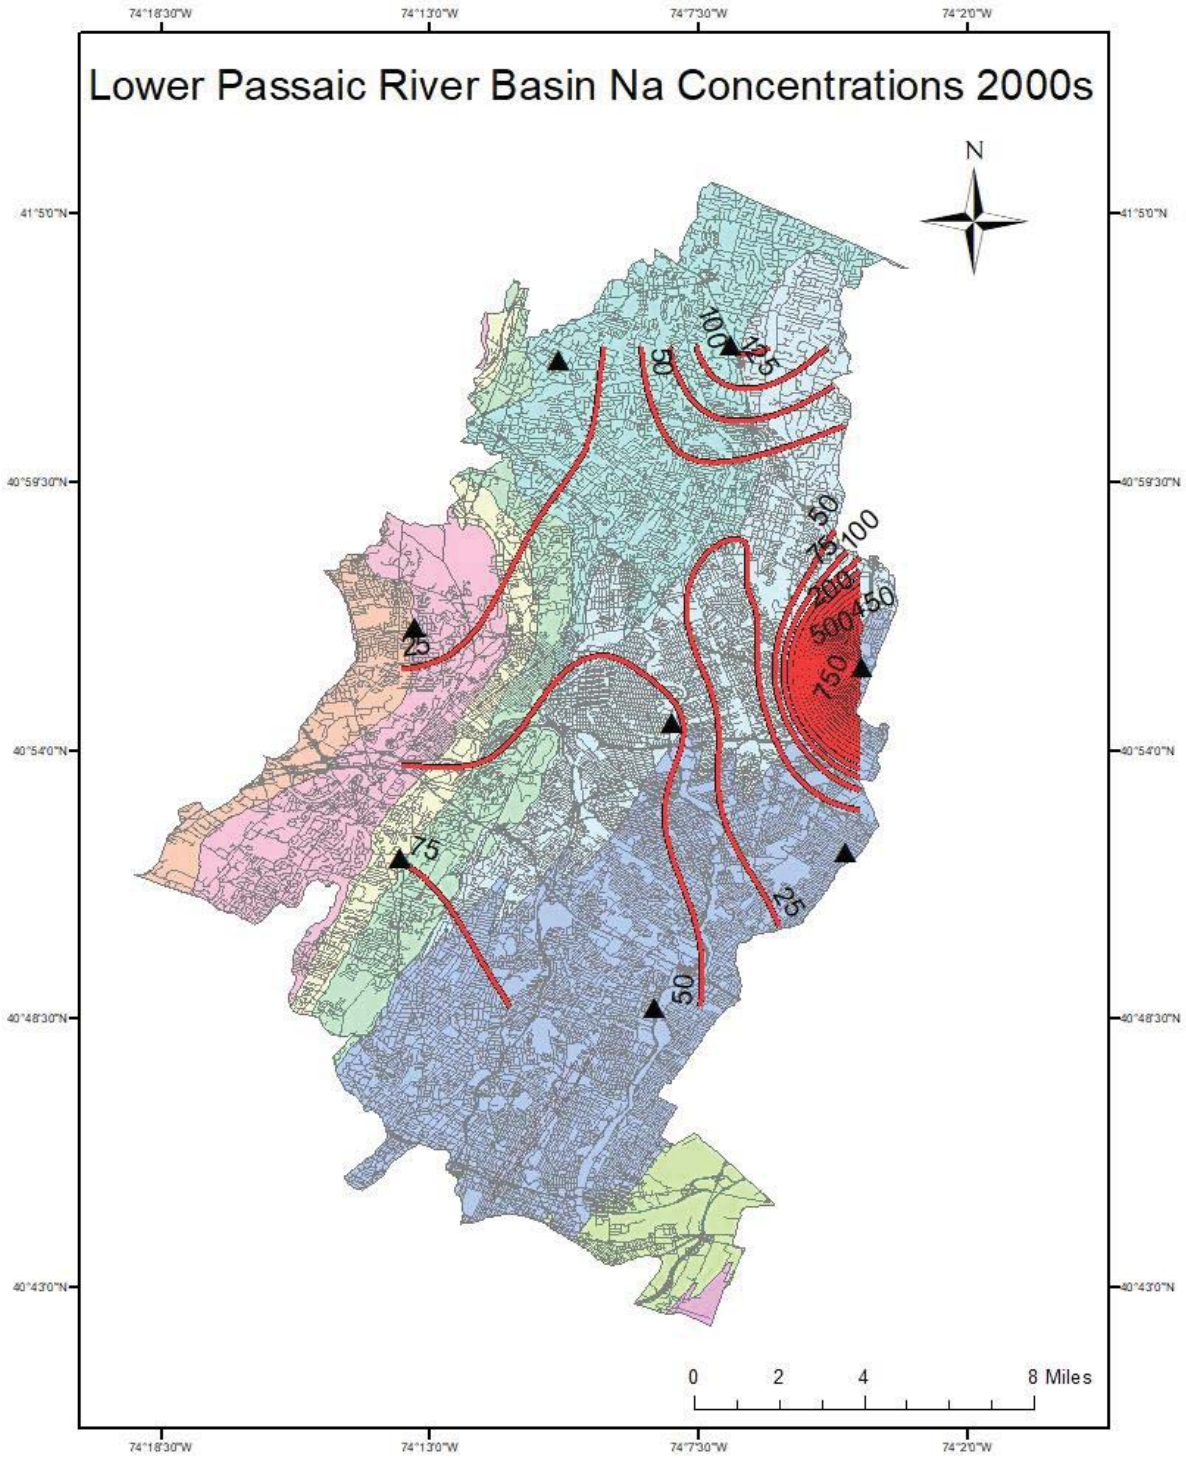 74°18'30"W 74°13'0"W 74°7'30"W 74°2'0"W
Lower Passaic River Basin Na Concentrations 2000s
N
41°5'0"N 41°5'0"N
100
125
50
40°59'30"N 40°59'30"N
50
75
100
200
450
500
25
750
40°54'0"N 40°54'0"N
75
25
50
40°48'30"N 40°48'30"N
40°43'0"N 40°43'0"N
0 2 4 8 Miles
74°18'30"W 74°13'0"W 74°7'30"W 74°2'0"W